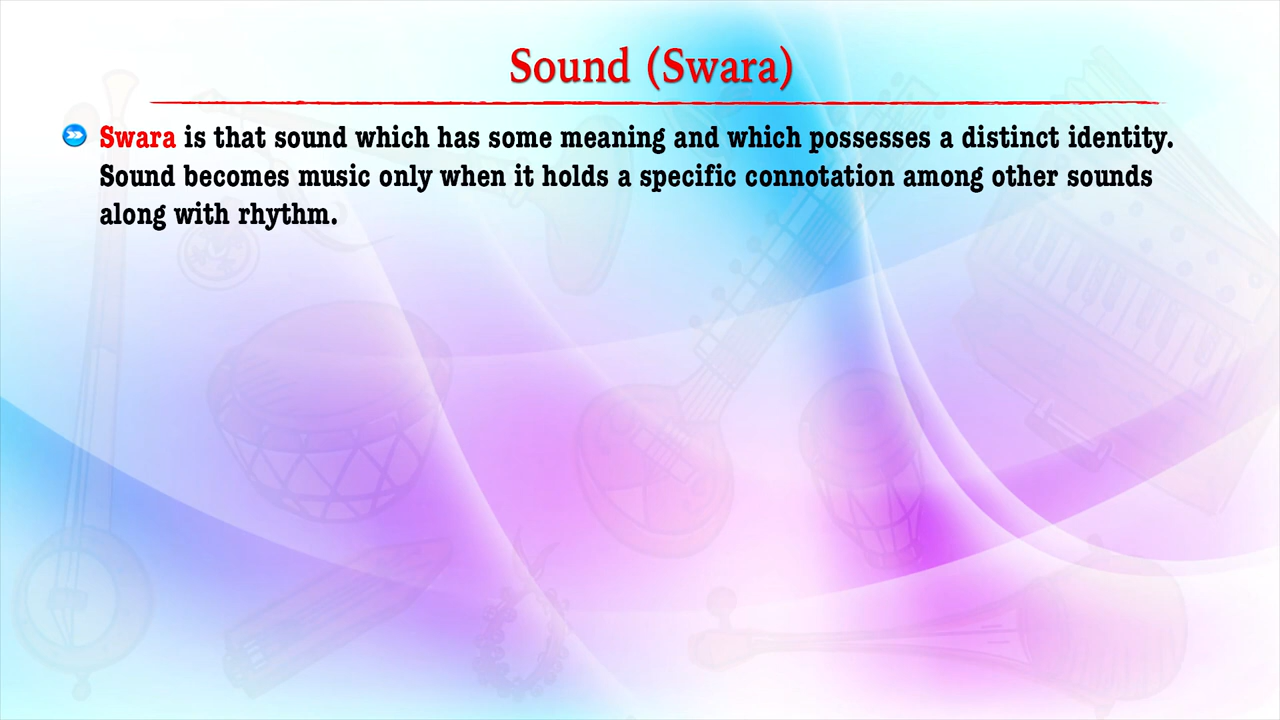 Sound (Swara)
Swara is that sound which has some meaning and which possesses a distinct identity.
Sound becomes music only when it holds a specific connotation among other sounds
along with rhythm.